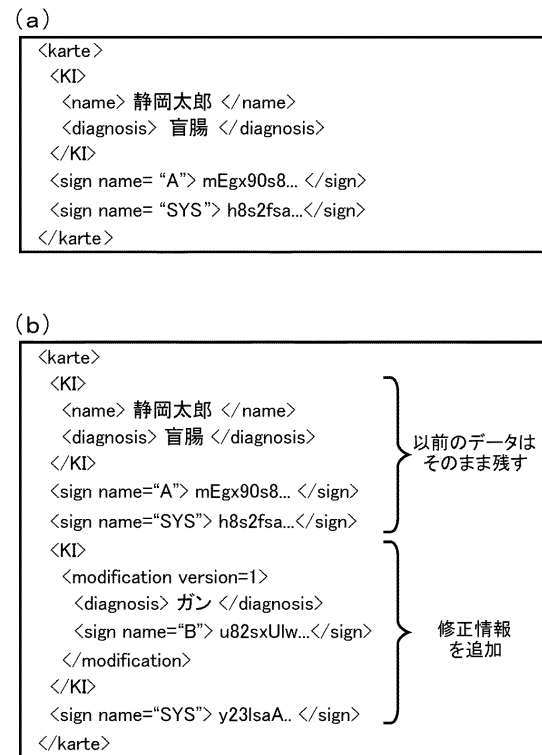 (a)
<karte>
<KI>
<name> 静岡太郎 </name>
<diagnosis> 盲腸 </diagnosis>
</KI>
<sign name= “A”> mEgx90s8... </sign>
<sign name= “SYS”> h8s2fsa...</sign>
</karte>
(b)
<karte>
<KI>
<name> 静岡太郎 </name>
<diagnosis> 盲腸 </diagnosis>
</KI>
<sign name=“A”> mEgx90s8... </sign>
<sign name=“SYS”> h8s2fsa...</sign>
以前のデータは
そのまま残す
<KI>
<modification version=1>
<diagnosis> ガン </diagnosis>
<sign name=“B”> u82sxUlw...</sign>
</modification>
</KI>
<sign name=“SYS”> y23lsaA.. </sign>
修正情報
を追加
</karte>